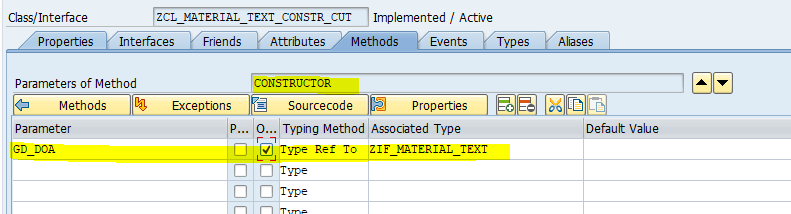 Class/Interface ZCL_MATERIAL_TEXT_CONSTR_CUT Implemented / Active
Properties Interfaces Friends Attributes Methods Events Types Aliases
Parameters of Method CONSTRUCTOR
Methods Exceptions Sourcecode Properties
Parameter P... O... Typing Method Associated Type Default Value
GD_DOA Type Ref To ZIF_MATERIAL_TEXT
Type
Type
Type